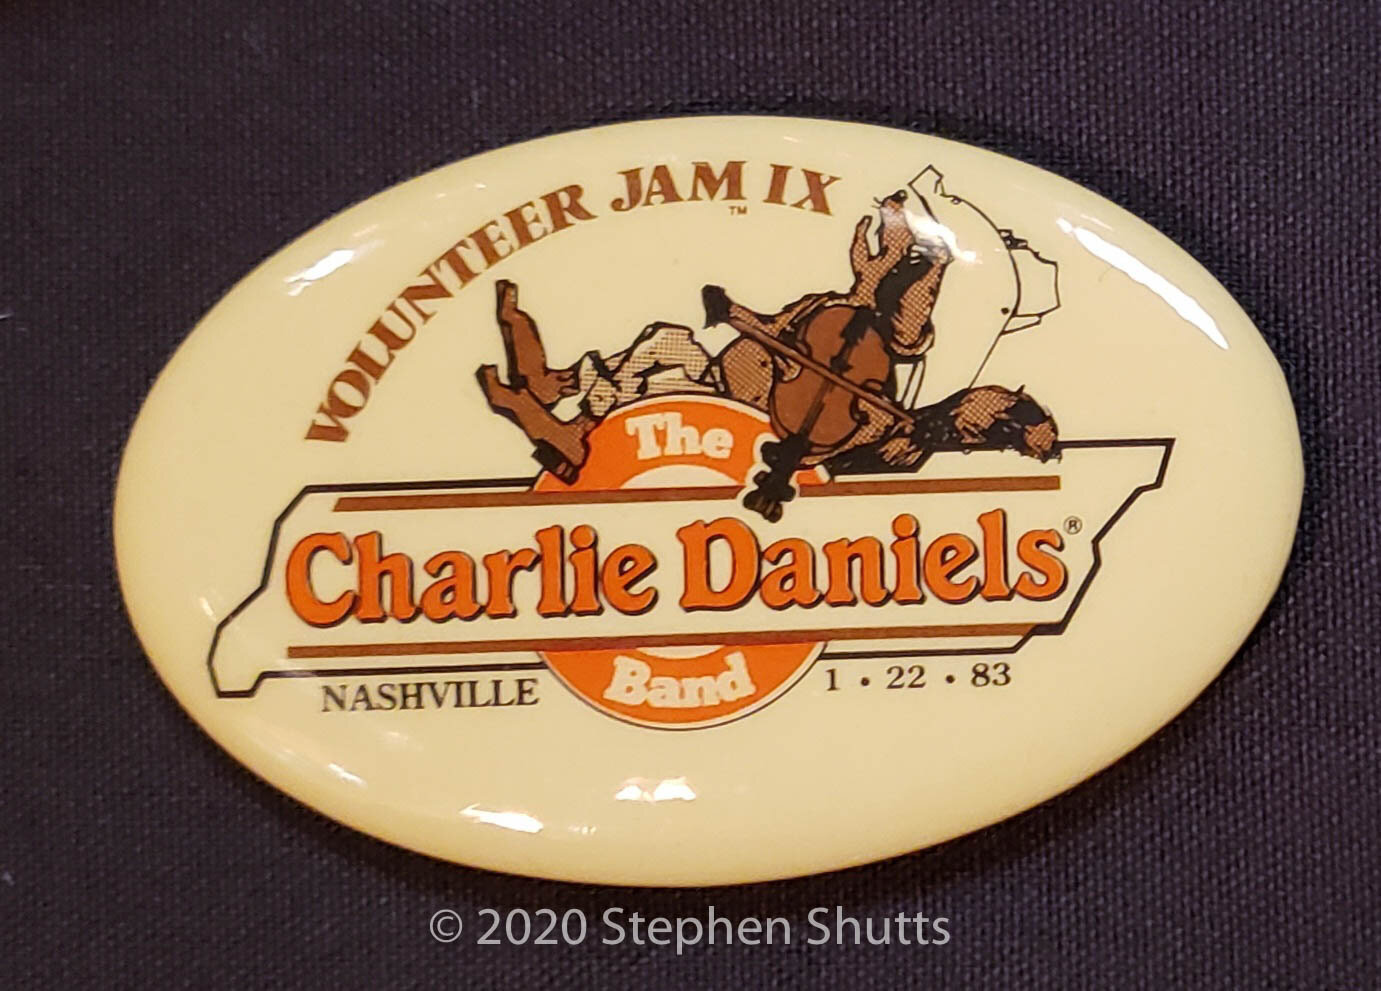 VOLUNTEER JAM IX
™
The
Charlie Daniels®
Band
NASHVILLE
1 • 22 • 83
© 2020 Stephen Shutts